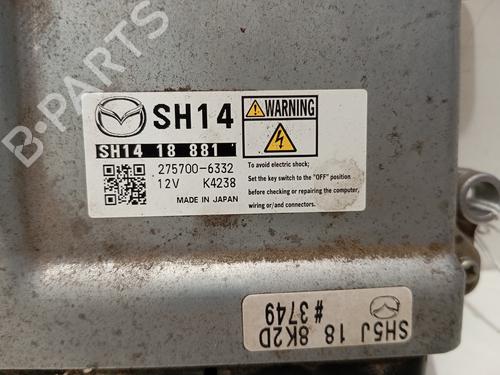 B-PARTS
SH14
WARNING
SH14 18 881
275700-6332
12V K4238
MADE IN JAPAN
To avoid electric shock;
Set the key switch to the "OFF" position
before checking or repairing the computer,
wiring or/and connectors.
SH5J 18 8K2D
# 3749